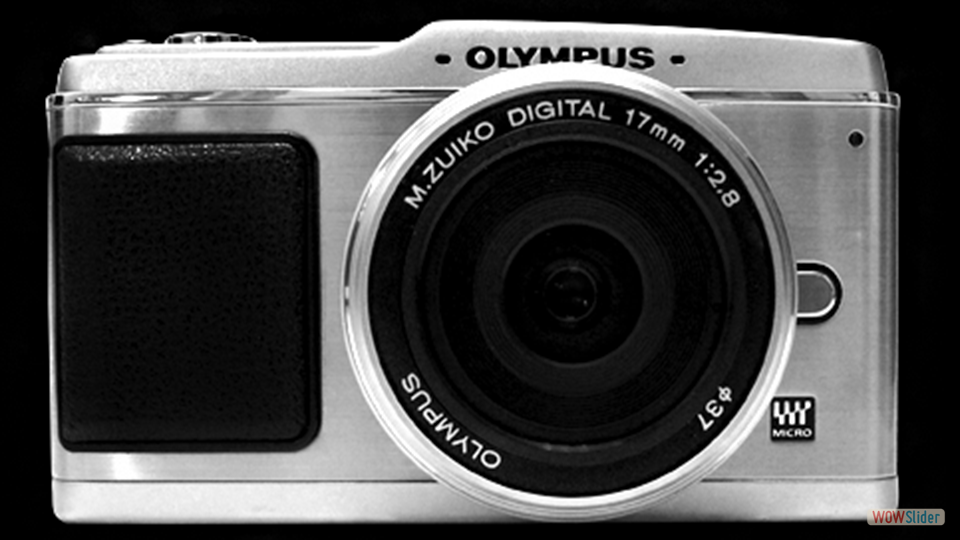 OLYMPUS
M.ZUIKO DIGITAL 17mm 1:2.8
ϕ37
OLYMPUS
MICRO
WOWSlider